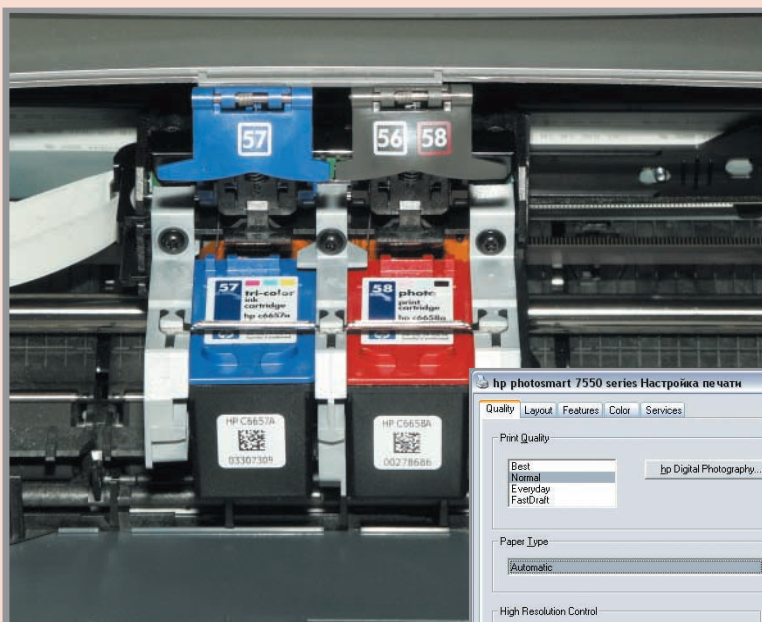 57
56 58
57
tri-color
ink
cartridge
hp c6657a
58
photo
print
cartridge
hp c6658a
HP C6657A
03307304
HP C6658A
00278686
hp photosmart 7550 series Настройка печати
Quality Layout Features Color Services
Print Quality
Best
Normal
Everyday
FastDraft
hp Digital Photography...
Paper Type
Automatic
High Resolution Control